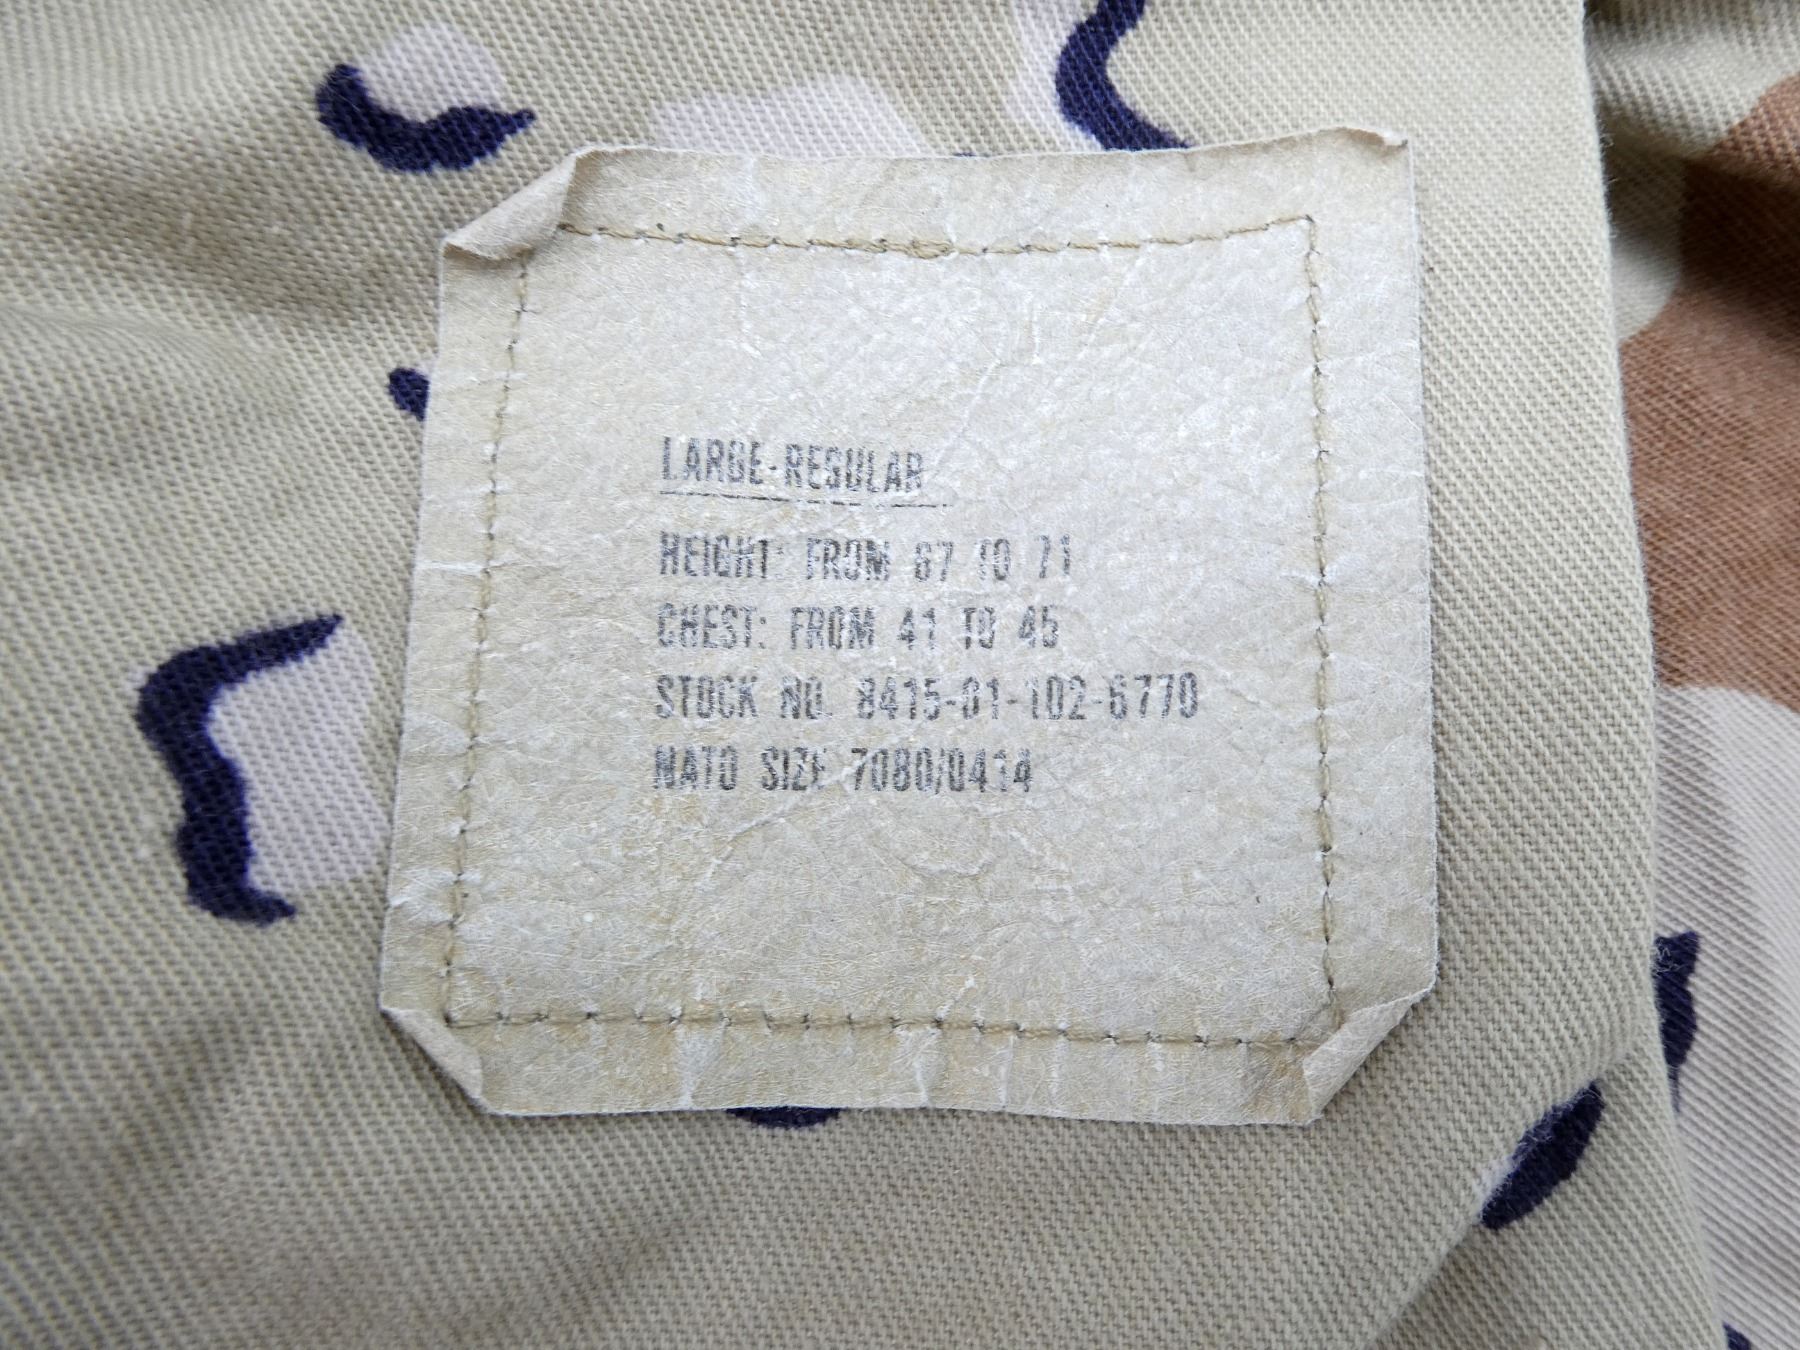 LARGE-REGULAR
HEIGHT: FROM 67 TO 71
CHEST: FROM 41 TO 45
STOCK NO. 8415-01-102-6770
NATO SIZE 7080/0414